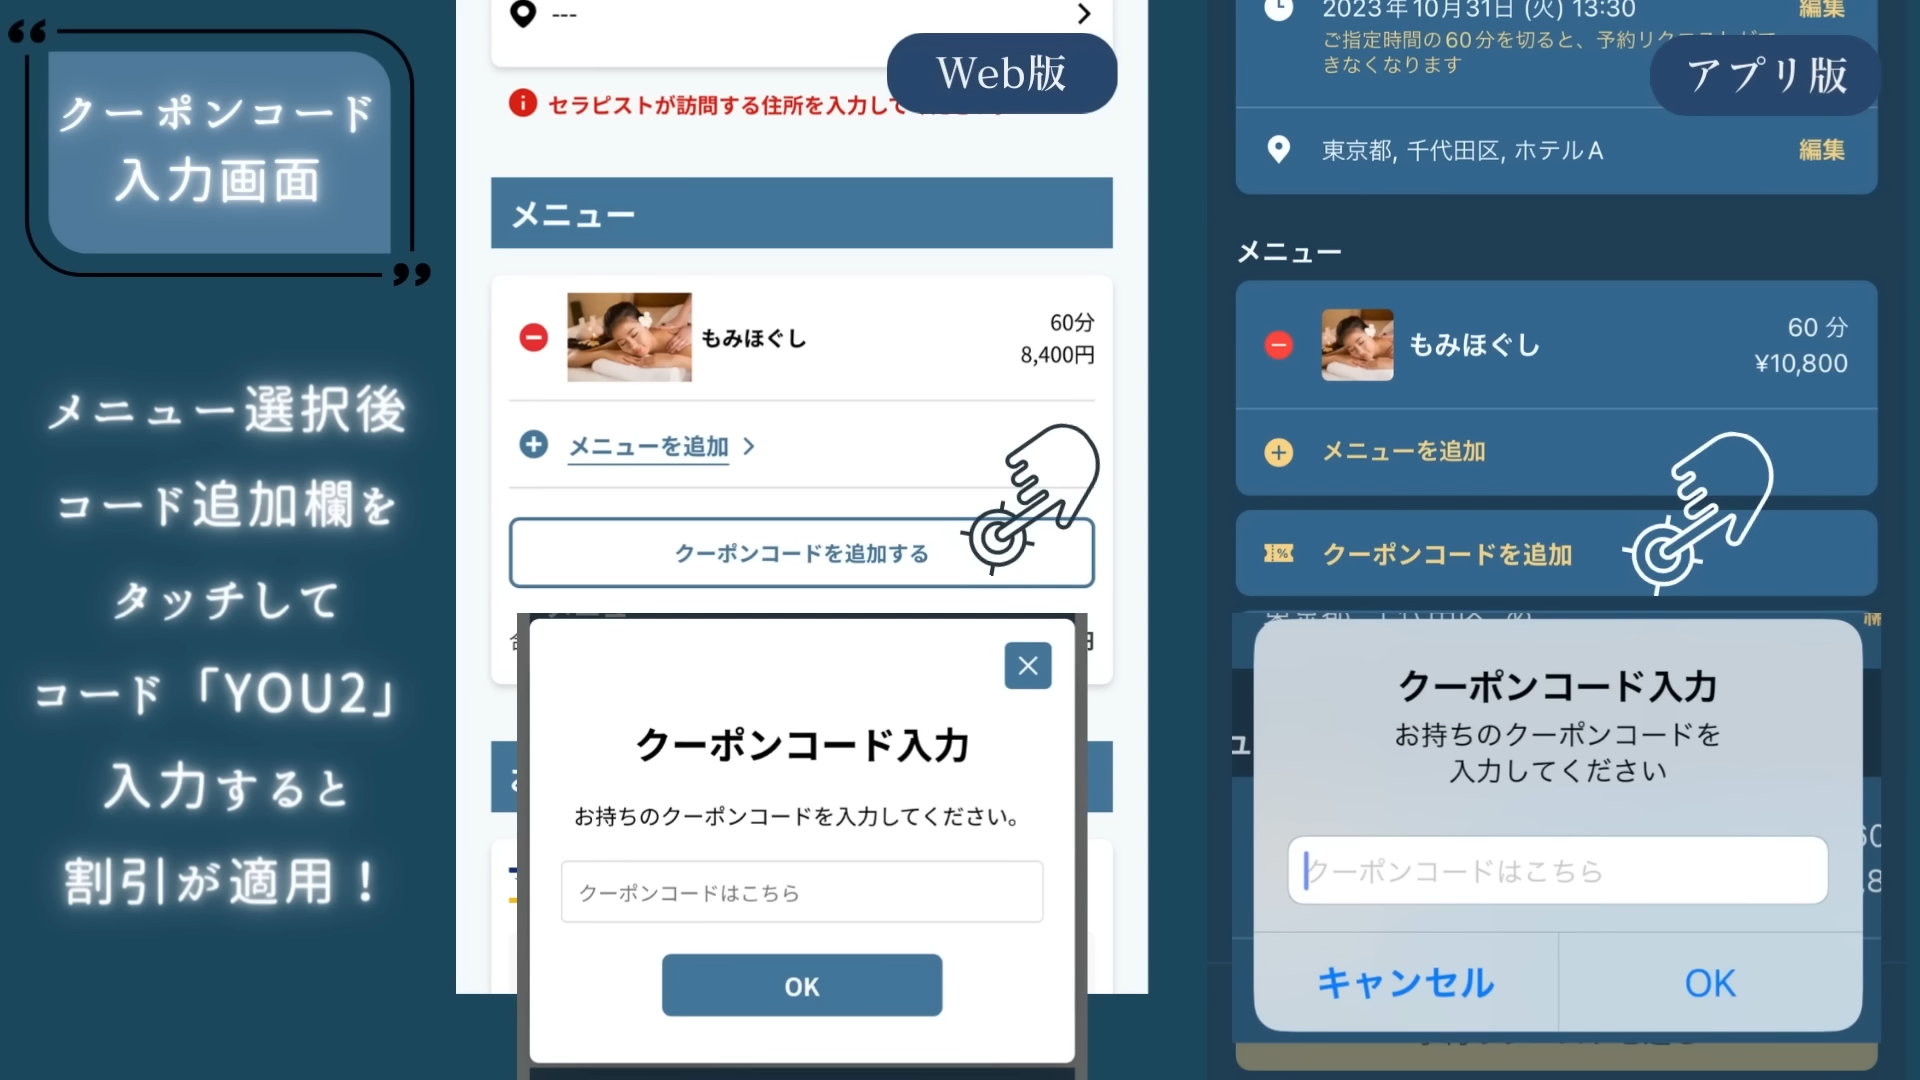 クーポンコード
入力画面
メニュー選択後
コード追加欄を
タッチして
コード「YOU2」
入力すると
割引が適用！
---
Web版
セラピストが訪問する住所を入力して
メニュー
もみほぐし
60分
8,400円
メニューを追加
クーポンコードを追加する
クーポンコード入力
お持ちのクーポンコードを入力してください。
クーポンコードはこちら
OK
2023年10月31日 (火) 13:30
編集
ご指定時間の60分を切ると、予約リクエストがで
きなくなります
アプリ版
東京都, 千代田区, ホテルA
編集
メニュー
もみほぐし
60 分
¥10,800
メニューを追加
クーポンコードを追加
クーポンコード入力
お持ちのクーポンコードを
入力してください
クーポンコードはこちら
キャンセル
OK